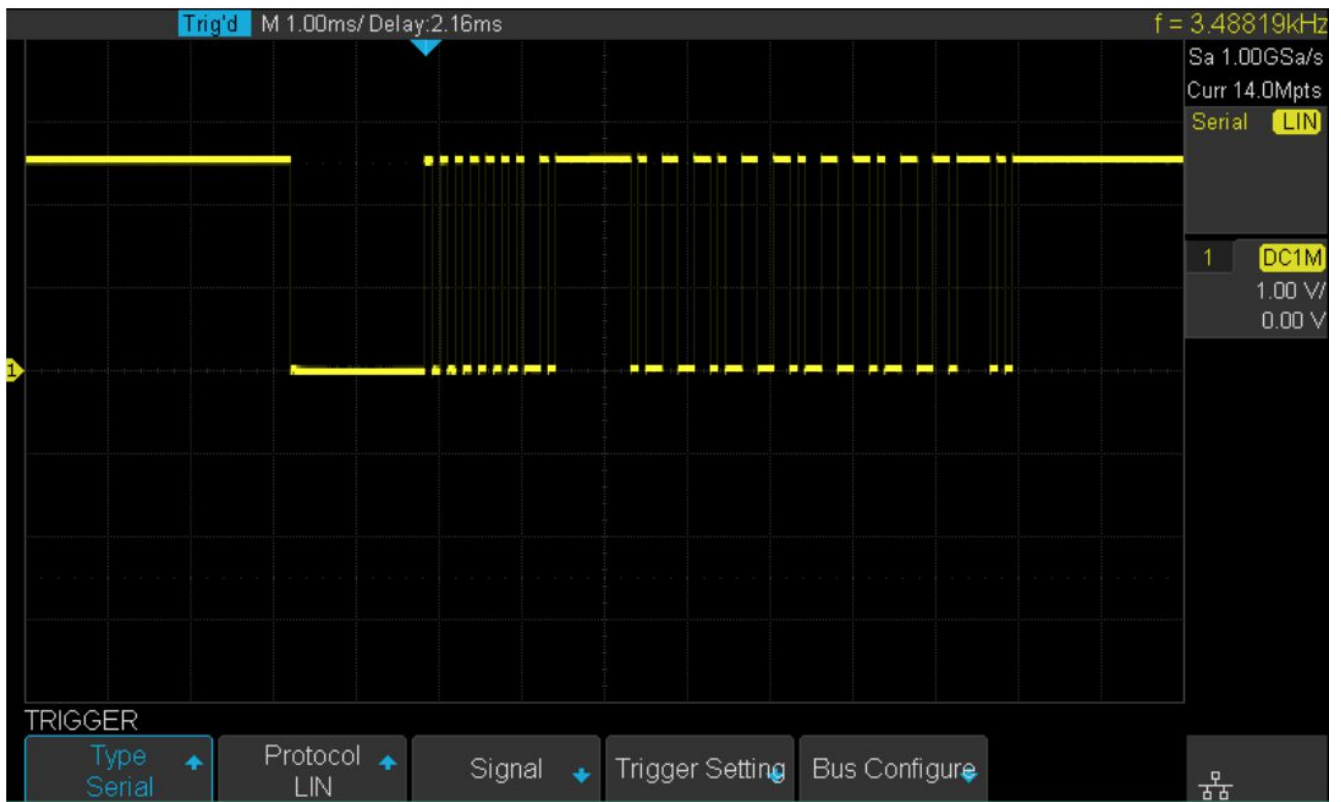 Trig'd M 1.00ms/ Delay:2.16ms f = 3.48819kHz
Sa 1.00GSa/s
Curr 14.0Mpts
Serial LIN
1 DC1M
1.00 V/
0.00 V
1
TRIGGER
Type
Serial
Protocol
LIN
Signal
Trigger Setting
Bus Configure